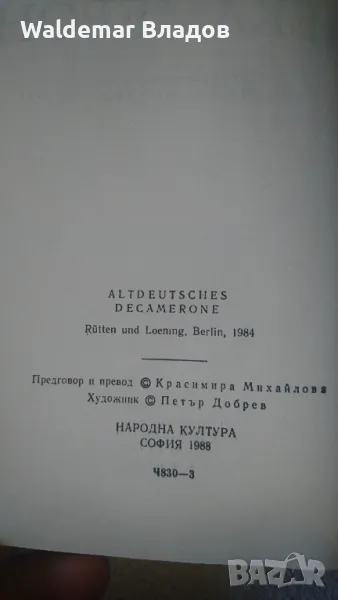 Waldemar Владов
ALTDEUTSCHES
DECAMERONE
Rütten und Loening, Berlin, 1984
Предговор и превод © Красимира Михайлова
Художник © Петър Добрев
НАРОДНА КУЛТУРА
СОФИЯ 1988
Ч830—3
BAZAR